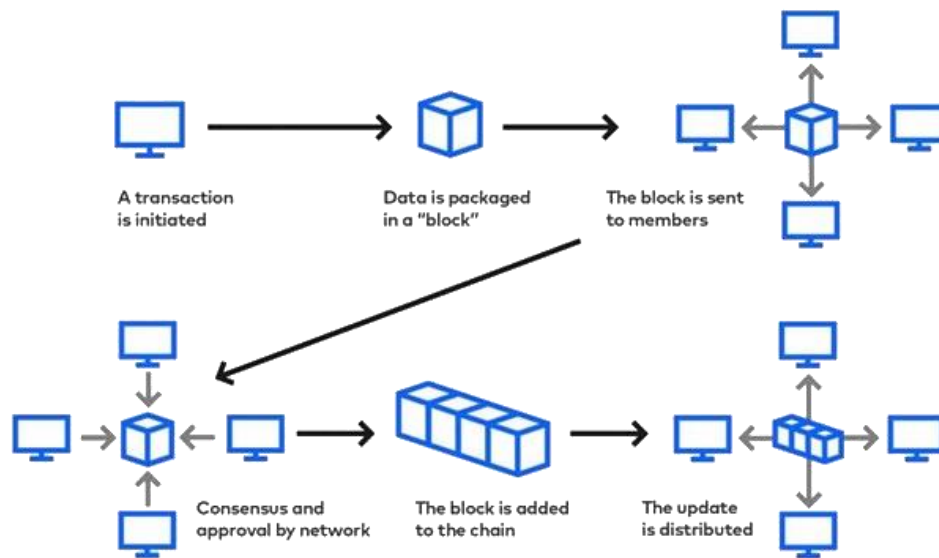 A transaction
is initiated
Data is packaged
in a “block”
The block is sent
to members
Consensus and
approval by network
The block is added
to the chain
The update
is distributed